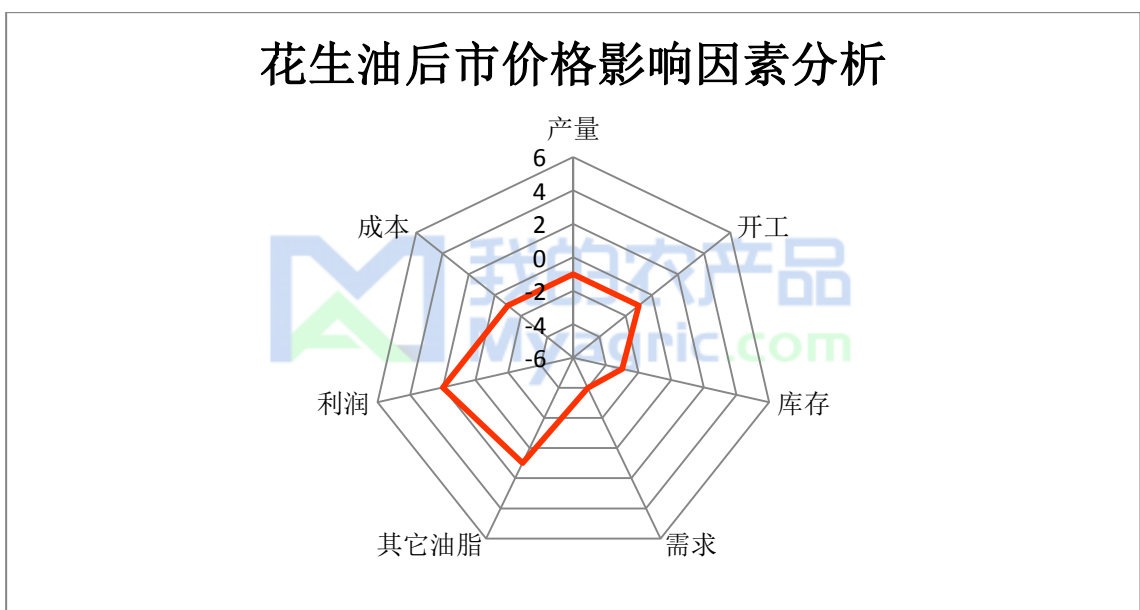 花生油后市价格影响因素分析
产量
6
4
2
0
-2
-4
-6
开工
库存
需求
其它油脂
利润
成本
我的农产品
Myagric.com